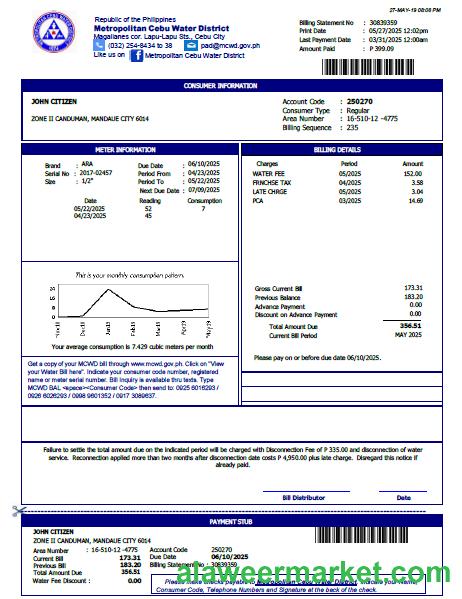 27-MAY-19 08:08 PM
Republic of the Philippines
Metropolitan Cebu Water District
Magallanes cor. Lapu-Lapu Sts., Cebu City
(032) 254-8434 to 38 pad@mcwd.gov.ph
Like us on f Metropolitan Cebu Water District
Billing Statement No : 30839359
Print Date : 05/27/2025 12:02pm
Last Payment Date : 03/31/2025 12:00am
Amount Paid : P 399.09
CONSUMER INFORMATION
JOHN CITIZEN
ZONE II CANDUMAN, MANDAUE CITY 6014
Account Code : 250270
Consumer Type : Regular
Area Number : 16-510-12 -4775
Billing Sequence : 235
METER INFORMATION
Brand : ARA Due Date : 06/10/2025
Serial No : 2017-02457 Period From : 04/23/2025
Size : 1/2" Period To : 05/22/2025
Next Due Date : 07/09/2025
Date Reading Consumption
05/22/2025 52 7
04/23/2025 45
BILLING DETAILS
Charges Period Amount
WATER FEE 05/2025 152.00
FRNCHSE TAX 04/2025 3.58
LATE CHRGE 05/2025 3.04
PCA 03/2025 14.69
This is your monthly consumption pattern.
24
16
8
0
Nov18 Dec18 Jan19 Feb19 Mar19 Apr19 May19
Your average consumption is 7.429 cubic meters per month
Gross Current Bill 173.31
Previous Balance 183.20
Advance Payment 0.00
Discount on Advance Payment 0.00
Total Amount Due 356.51
Current Bill Period MAY 2025
Please pay on or before due date 06/10/2025.
Get a copy of your MCWD bill through www.mcwd.gov.ph. Click on "View
your Water Bill here". Indicate your consumer code number, registered
name or meter serial number. Bill Inquiry is available thru texts. Type
MCWD BAL <space><Consumer Code> then send to: 0925 6016293 /
0926 6026293 / 0998 9601352 / 0917 3089637.
Failure to settle the total amount due on the indicated period will be charged with Disconnection Fee of P 335.00 and disconnection of water
service. Reconnection applied more than two months after disconnection date costs P 4,950.00 plus late charge. Disregard this notice if
already paid.
Bill Distributor Date
PAYMENT STUB
JOHN CITIZEN
ZONE II CANDUMAN, MANDAUE CITY 6014
Area Number : 16-510-12 -4775 Account Code 250270
Current Bill 173.31 Due Date 06/10/2025
Previous Bill 183.20 Billing Statement No : 30839359
Total Amount Due 356.51
Water Fee Discount : 0.00
Please make checks payable to Metropolitan Cebu Water District. Indicate your Name,
Consumer Code, Telephone Numbers and Signature at the back of the check.
alaweermarket.com